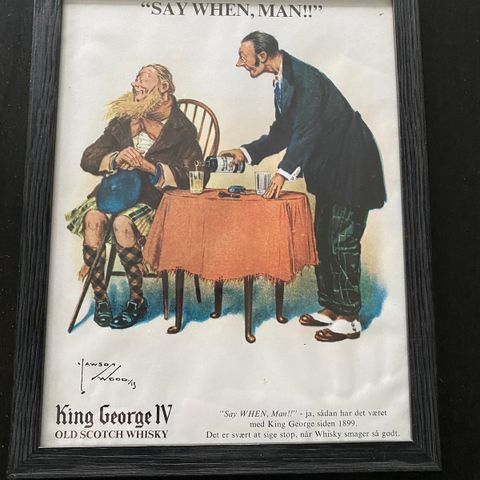 "SAY WHEN, MAN!!"
LAWSON
WOOD/13
King George IV
OLD SCOTCH WHISKY
"Say WHEN, Man!!" - ja, sådan har det været
med King George siden 1899.
Det er svært at sige stop, når Whisky smager så godt.